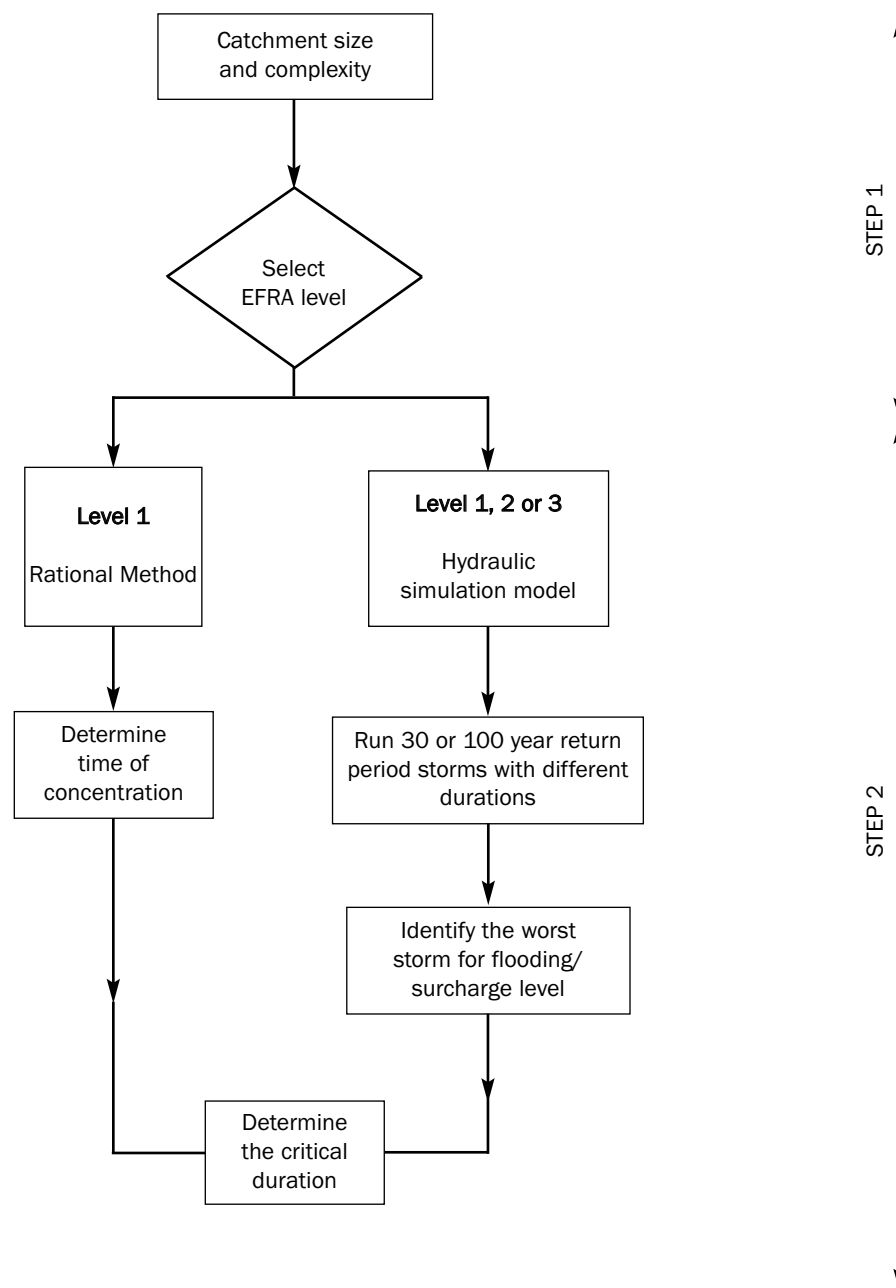 Catchment size
and complexity
STEP 1
Select
EFRA level
Level 1
Rational Method
Level 1, 2 or 3
Hydraulic
simulation model
Determine
time of
concentration
Run 30 or 100 year return
period storms with different
durations
STEP 2
Identify the worst
storm for flooding/
surcharge level
Determine
the critical
duration